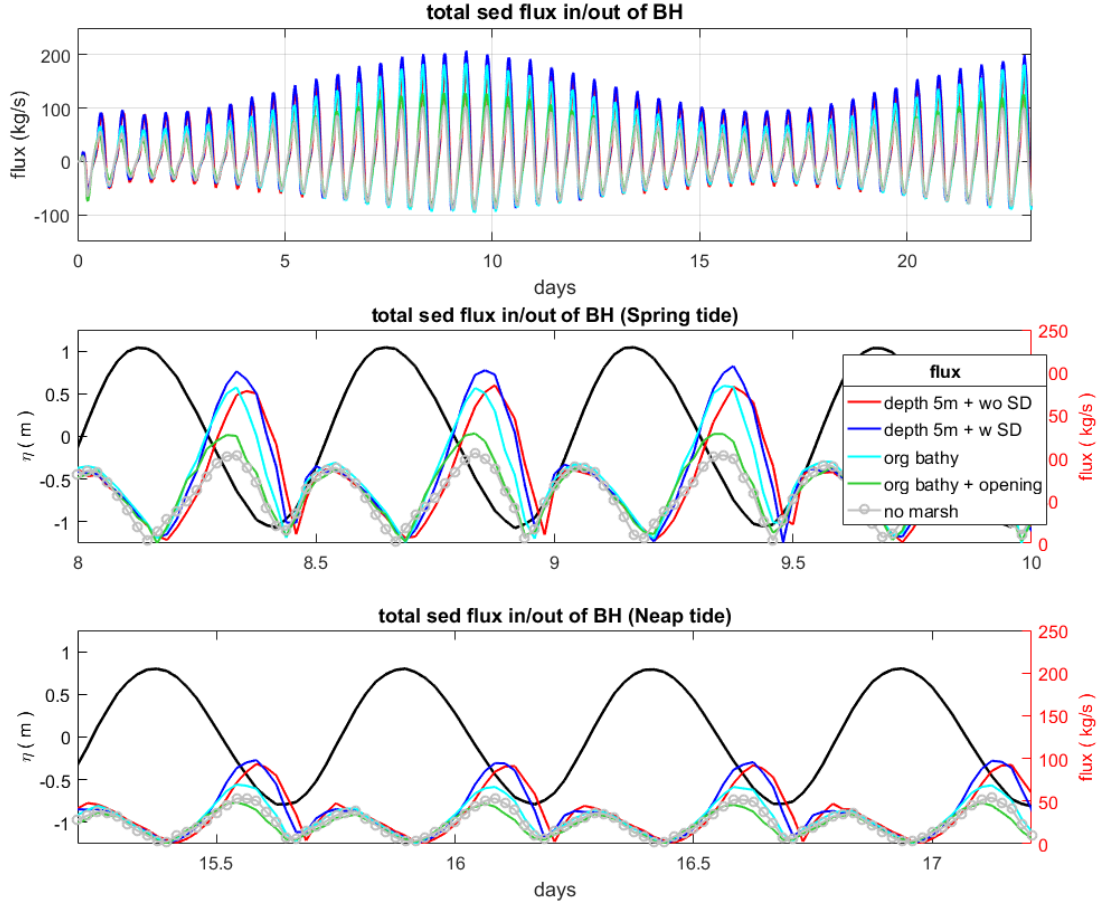 total sed flux in/out of BH
flux (kg/s)
200
100
0
-100
0 5 10 15 20
days
total sed flux in/out of BH (Spring tide)
η ( m )
1
0.5
0
-0.5
-1
250
00
50
00
0
0
flux ( kg/s)
flux
depth 5m + wo SD
depth 5m + w SD
org bathy
org bathy + opening
no marsh
8 8.5 9 9.5 10
total sed flux in/out of BH (Neap tide)
η ( m )
1
0.5
0
-0.5
-1
250
200
150
100
50
0
flux ( kg/s)
15.5 16 16.5 17
days